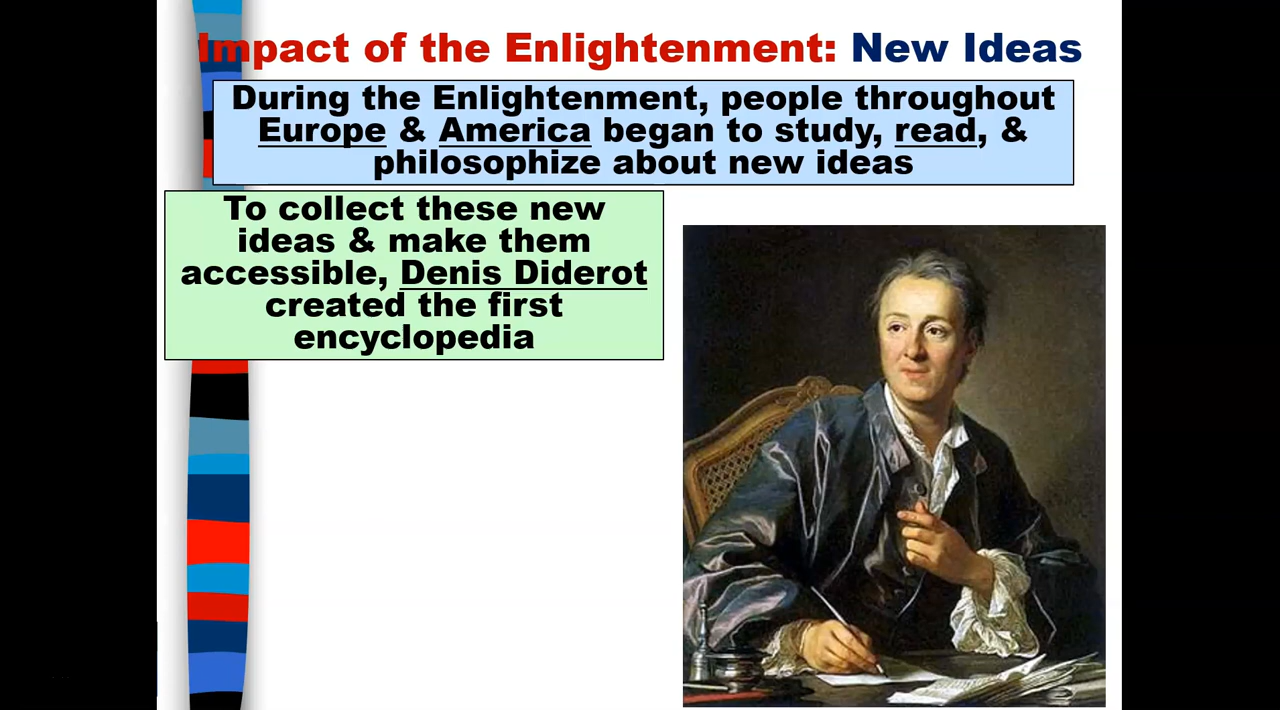 Impact of the Enlightenment: New Ideas
During the Enlightenment, people throughout
Europe & America began to study, read, &
philosophize about new ideas
To collect these new
ideas & make them
accessible, Denis Diderot
created the first
encyclopedia